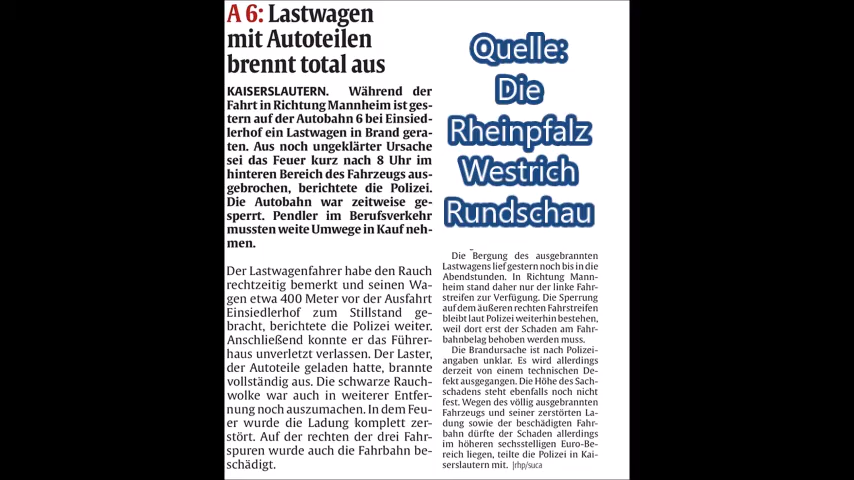 A 6: Lastwagen
mit Autoteilen
brennt total aus
KAISERSLAUTERN. Während der
Fahrt in Richtung Mannheim ist ges-
tern auf der Autobahn 6 bei Einsied-
lerhof ein Lastwagen in Brand gera-
ten. Aus noch ungeklärter Ursache
sei das Feuer kurz nach 8 Uhr im
hinteren Bereich des Fahrzeugs aus-
gebrochen, berichtete die Polizei.
Die Autobahn war zeitweise ge-
sperrt. Pendler im Berufsverkehr
mussten weite Umwege in Kauf neh-
men.
Der Lastwagenfahrer habe den Rauch
rechtzeitig bemerkt und seinen Wa-
gen etwa 400 Meter vor der Ausfahrt
Einsiedlerhof zum Stillstand ge-
bracht, berichtete die Polizei weiter.
Anschließend konnte er das Führer-
haus unverletzt verlassen. Der Laster,
der Autoteile geladen hatte, brannte
vollständig aus. Die schwarze Rauch-
wolke war auch in weiterer Entfer-
nung noch auszumachen. In dem Feu-
er wurde die Ladung komplett zer-
stört. Auf der rechten der drei Fahr-
spuren wurde auch die Fahrbahn be-
schädigt.
Quelle:
Die
Rheinpfalz
Westrich
Rundschau
Die Bergung des ausgebrannten
Lastwagens lief gestern noch bis in die
Abendstunden. In Richtung Mann-
heim stand daher nur der linke Fahr-
streifen zur Verfügung. Die Sperrung
auf dem äußeren rechten Fahrstreifen
bleibt laut Polizei weiterhin bestehen,
weil dort erst der Schaden am Fahr-
bahnbelag behoben werden muss.
Die Brandursache ist nach Polizei-
angaben unklar. Es wird allerdings
derzeit von einem technischen De-
fekt ausgegangen. Die Höhe des Sach-
schadens steht ebenfalls noch nicht
fest. Wegen des völlig ausgebrannten
Fahrzeugs und seiner zerstörten La-
dung sowie der beschädigten Fahr-
bahn dürfte der Schaden allerdings
im höheren sechsstelligen Euro-Be-
reich liegen, teilte die Polizei in Kai-
serslautern mit. |rhp/suca